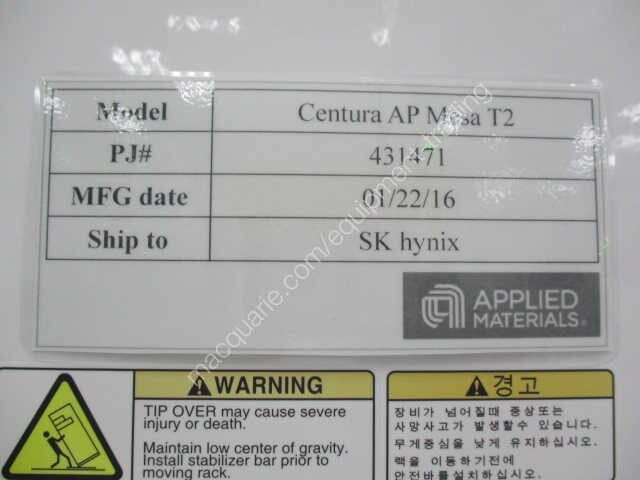 Model Centura AP Mesa T2
PJ# 431471
MFG date 01/22/16
Ship to SK hynix
APPLIED
MATERIALS®
macquarie.com/equipment-trading
WARNING
TIP OVER may cause severe
injury or death.
Maintain low center of gravity.
Install stabilizer bar prior to
moving rack.
경고
장비가 넘어질때 중상또는
사망사고가 발생할수 있습니다.
무게중심을 낮게 유지하십시오.
랙을 이동하기전에
안전바를설치하십시오.